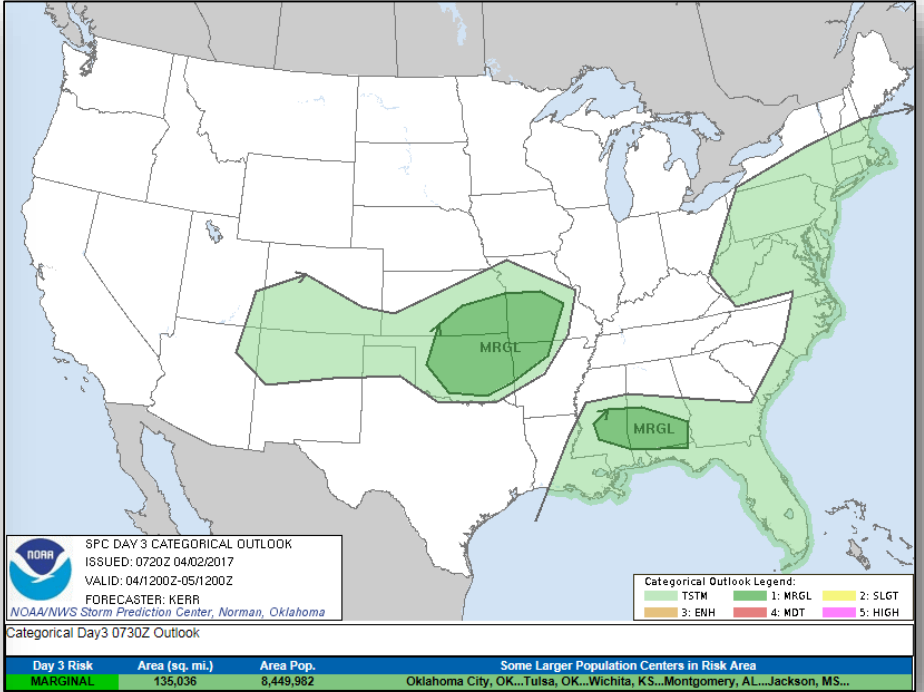 MRGL
MRGL
NOAA
SPC DAY 3 CATEGORICAL OUTLOOK
ISSUED: 0720Z 04/02/2017
VALID: 04/1200Z-05/1200Z
FORECASTER: KERR
NOAA/NWS Storm Prediction Center, Norman, Oklahoma
Categorical Outlook Legend:
TSTM 1: MRGL 2: SLGT
3: ENH 4: MDT 5: HIGH
Categorical Day3 0730Z Outlook
Day 3 Risk Area (sq. mi.) Area Pop. Some Larger Population Centers in Risk Area
MARGINAL 135,036 8,449,982 Oklahoma City, OK...Tulsa, OK...Wichita, KS...Montgomery, AL...Jackson, MS...